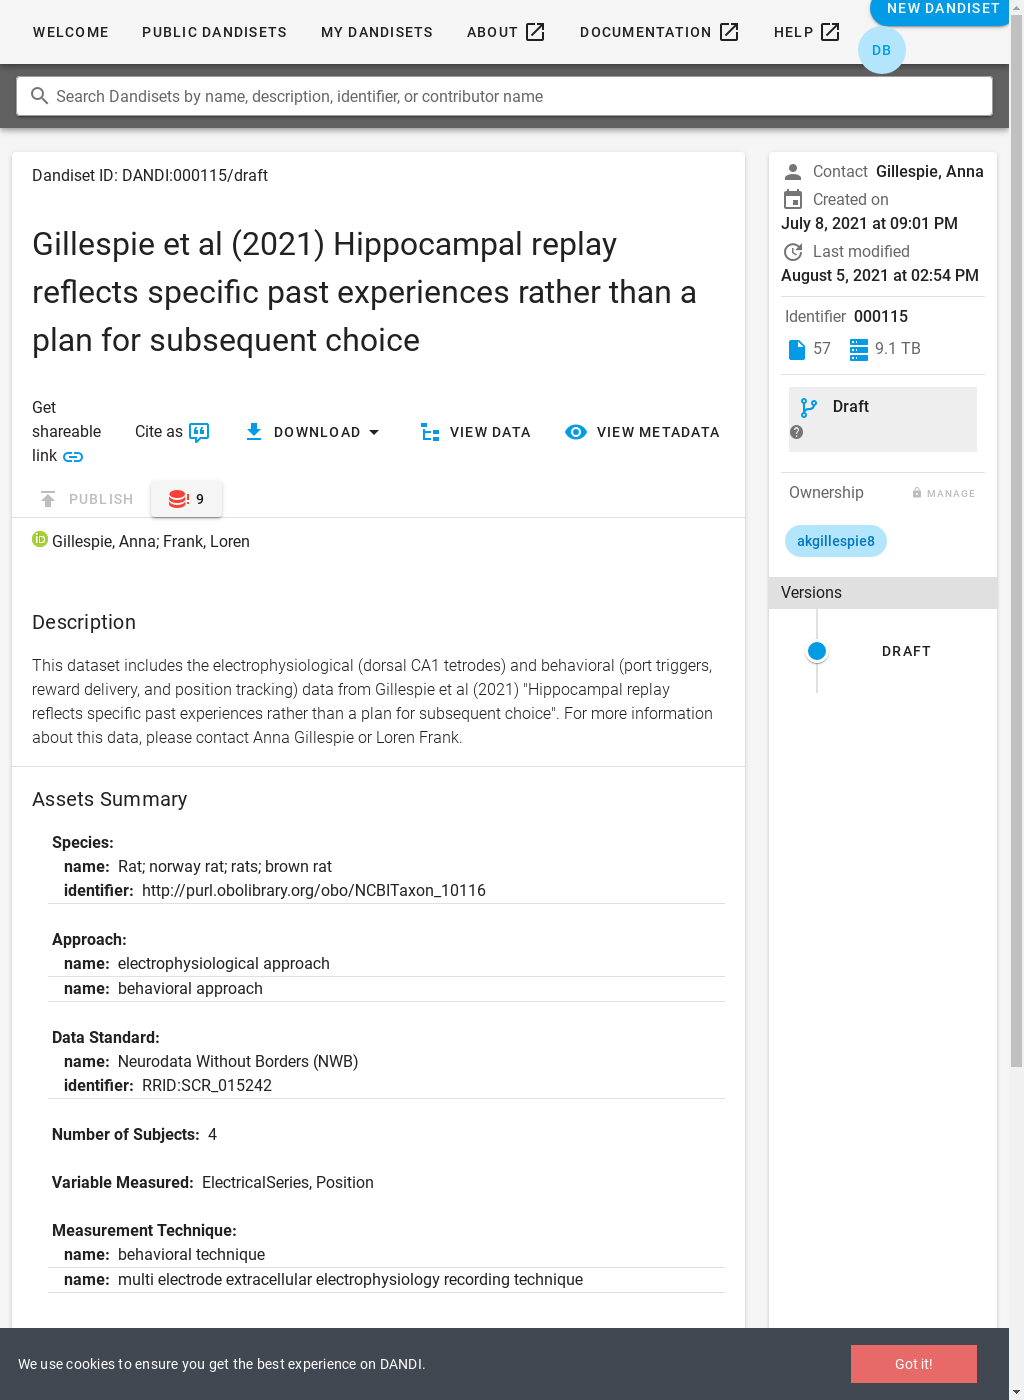 WELCOME
PUBLIC DANDISETS
MY DANDISETS
ABOUT
DOCUMENTATION
HELP
NEW DANDISET
DB
Search Dandisets by name, description, identifier, or contributor name
Dandiset ID: DANDI:000115/draft
Gillespie et al (2021) Hippocampal replay
reflects specific past experiences rather than a
plan for subsequent choice
Get
shareable
link
Cite as
DOWNLOAD
VIEW DATA
VIEW METADATA
PUBLISH
9
Gillespie, Anna; Frank, Loren
Description
This dataset includes the electrophysiological (dorsal CA1 tetrodes) and behavioral (port triggers,
reward delivery, and position tracking) data from Gillespie et al (2021) "Hippocampal replay
reflects specific past experiences rather than a plan for subsequent choice". For more information
about this data, please contact Anna Gillespie or Loren Frank.
Assets Summary
Species:
name: Rat; norway rat; rats; brown rat
identifier: http://purl.obolibrary.org/obo/NCBITaxon_10116
Approach:
name: electrophysiological approach
name: behavioral approach
Data Standard:
name: Neurodata Without Borders (NWB)
identifier: RRID:SCR_015242
Number of Subjects: 4
Variable Measured: ElectricalSeries, Position
Measurement Technique:
name: behavioral technique
name: multi electrode extracellular electrophysiology recording technique
Contact Gillespie, Anna
Created on
July 8, 2021 at 09:01 PM
Last modified
August 5, 2021 at 02:54 PM
Identifier 000115
57 9.1 TB
Draft
Ownership
MANAGE
akgillespie8
Versions
DRAFT
We use cookies to ensure you get the best experience on DANDI.
Got it!